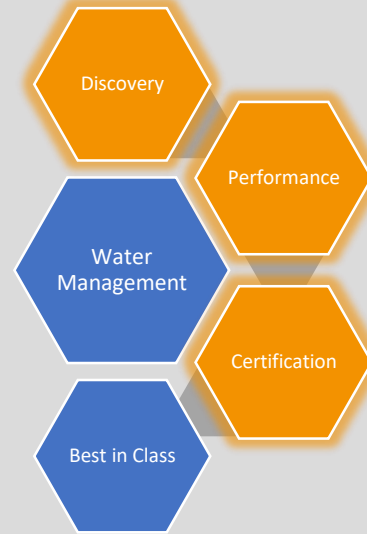 Discovery
Performance
Water
Management
Certification
Best in Class